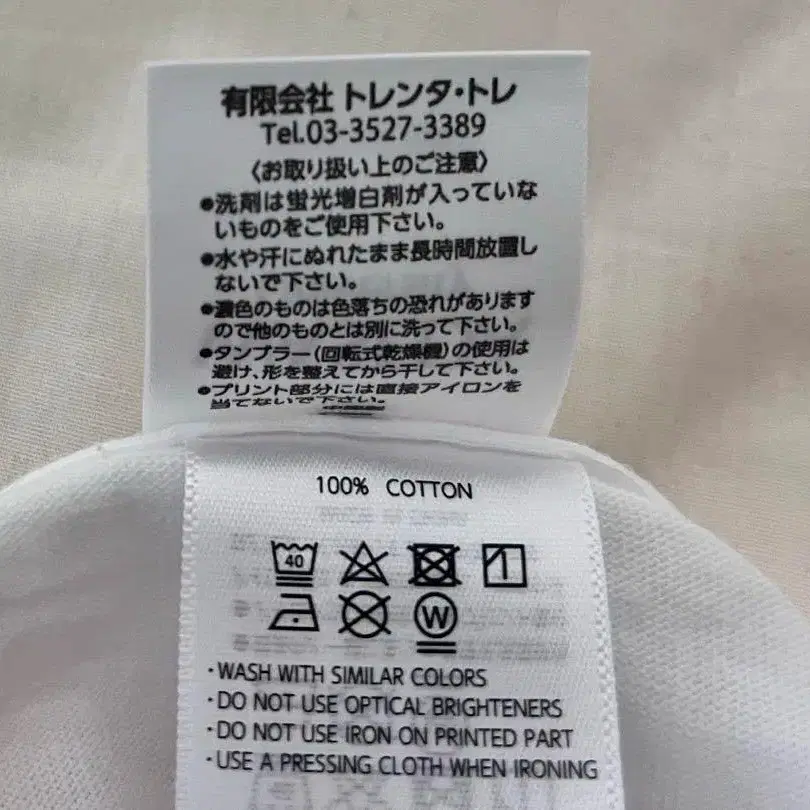 有限会社 トレンタ・トレ
Tel.03-3527-3389
〈お取り扱い上のご注意〉
●洗剤は蛍光増白剤が入っていな
いものをご使用下さい。
●水や汗にぬれたまま長時間放置し
ないで下さい。
●濃色のものは色落ちの恐れがあります
ので他のものとは別に洗って下さい。
●タンブラー(回転式乾燥機)の使用は
避け、形を整えてから干して下さい。
●プリント部分には直接アイロンを
当てないで下さい。
100% COTTON
40
W
・WASH WITH SIMILAR COLORS
・DO NOT USE OPTICAL BRIGHTENERS
・DO NOT USE IRON ON PRINTED PART
・USE A PRESSING CLOTH WHEN IRONING